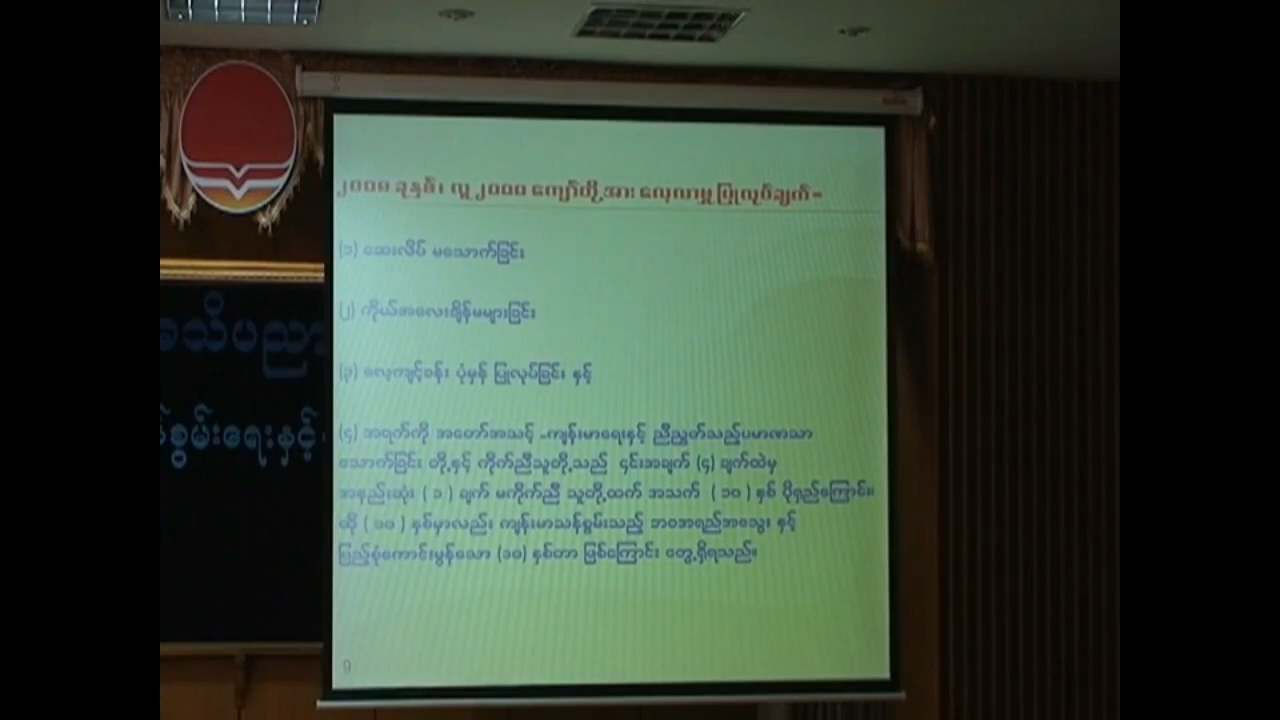 ၂၀၀၈ ခုနှစ်၊ လူ ၂၀၀၀ ကျော်တို့အား လေ့လာမှု ပြုလုပ်ချက် -
(၁) ဆေးလိပ် မသောက်ခြင်း
(၂) ကိုယ်အလေးချိန်မများခြင်း
(၃) လေ့ကျင့်ခန်း ပုံမှန် ပြုလုပ်ခြင်း နှင့်
(၄) အရက်ကို အတော်အသင့် -ကျန်းမာရေးနှင့် ညီညွတ်သည့်ပမာဏသာ
သောက်ခြင်း တို့နှင့် ကိုက်ညီသူတို့သည် ၎င်းအချက် (၄) ချက်ထဲမှ
အနည်းဆုံး ( ၁ ) ချက် မကိုက်ညီ သူတို့ထက် အသက် ( ၁၀ ) နှစ် ပိုရှည်ကြောင်း၊
ထို ( ၁၀ ) နှစ်မှာလည်း ကျန်းမာသန်စွမ်းသည့် ဘဝအရည်အသွေး နှင့်
ပြည့်စုံကောင်းမွန်သော (၁၀) နှစ်တာ ဖြစ်ကြောင်း တွေ့ရှိရသည်။
9
သိပညာ
စွမ်းရေးနှင့်